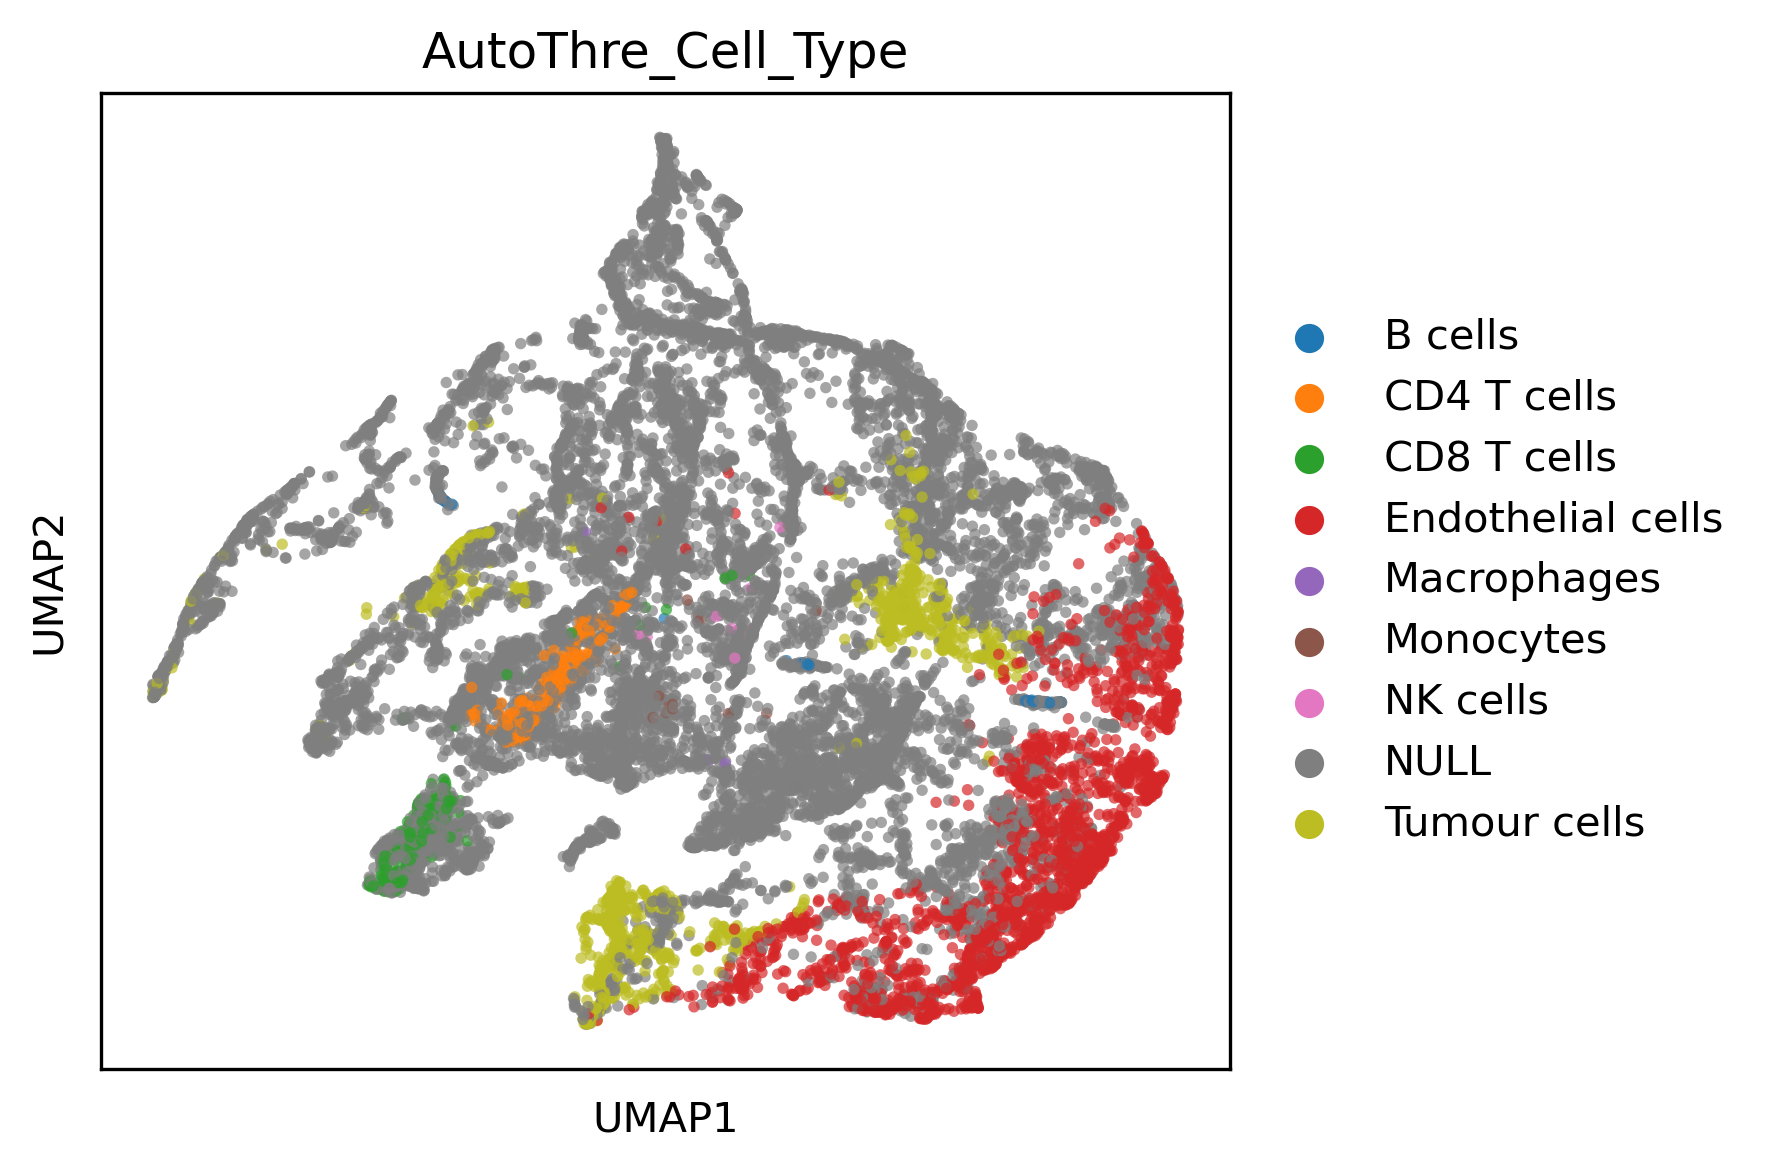 AutoThre_Cell_Type
UMAP2
UMAP1
B cells
CD4 T cells
CD8 T cells
Endothelial cells
Macrophages
Monocytes
NK cells
NULL
Tumour cells